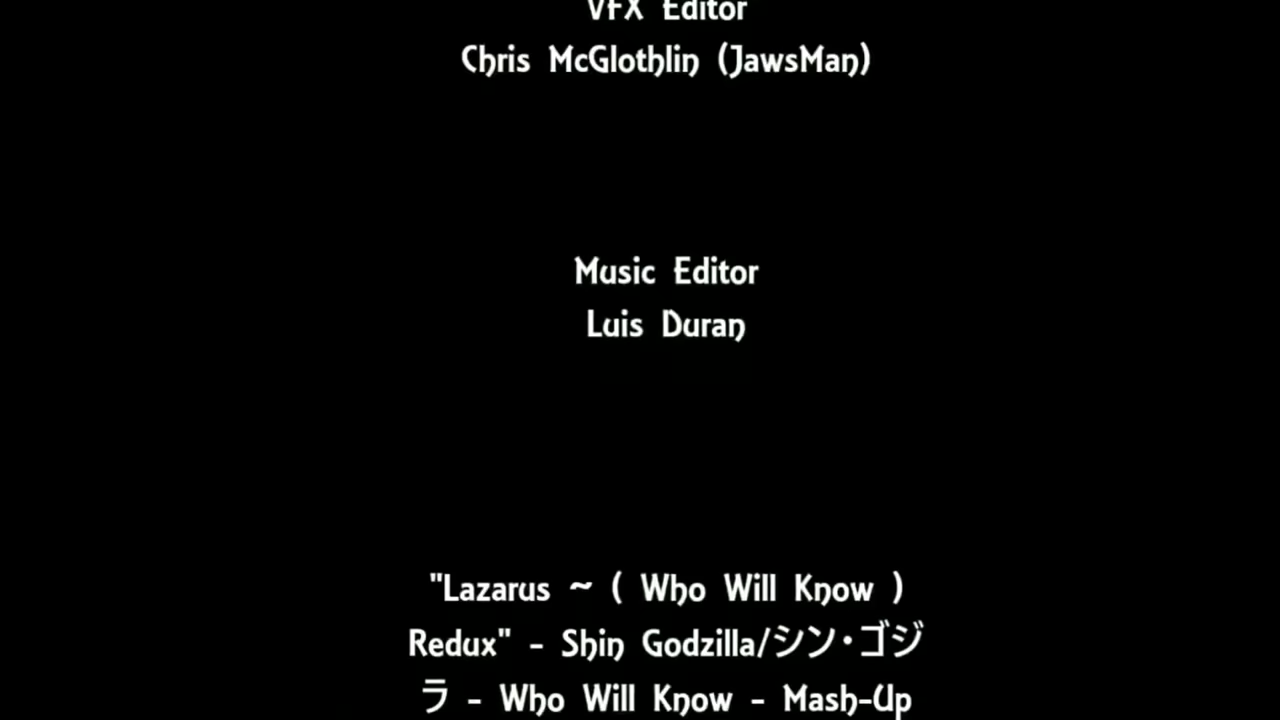 VFX Editor
Chris McGlothlin (JawsMan)
Music Editor
Luis Duran
"Lazarus ~ ( Who Will Know )
Redux" - Shin Godzilla/シン・ゴジ
ラ - Who Will Know - Mash-Up